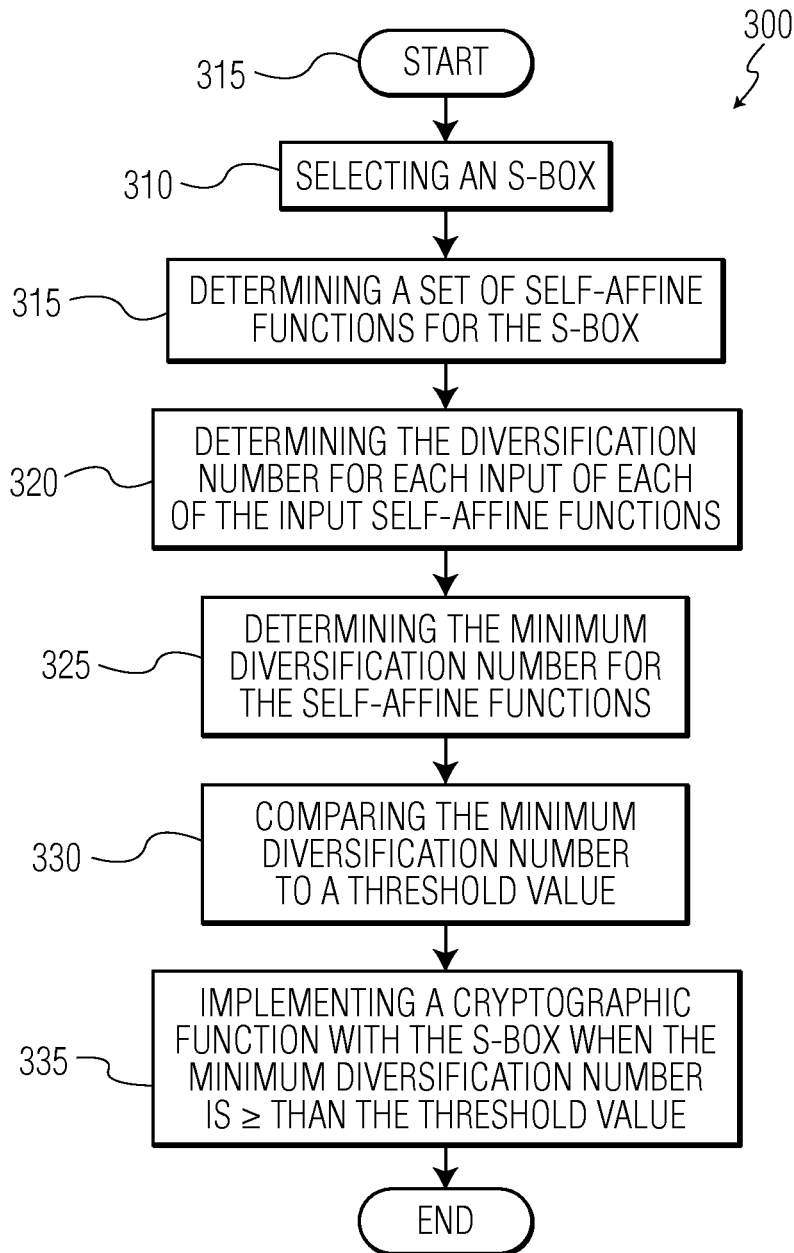 300
315
START
310
SELECTING AN S-BOX
315
DETERMINING A SET OF SELF-AFFINE
FUNCTIONS FOR THE S-BOX
320
DETERMINING THE DIVERSIFICATION
NUMBER FOR EACH INPUT OF EACH
OF THE INPUT SELF-AFFINE FUNCTIONS
325
DETERMINING THE MINIMUM
DIVERSIFICATION NUMBER FOR
THE SELF-AFFINE FUNCTIONS
330
COMPARING THE MINIMUM
DIVERSIFICATION NUMBER
TO A THRESHOLD VALUE
335
IMPLEMENTING A CRYPTOGRAPHIC
FUNCTION WITH THE S-BOX WHEN THE
MINIMUM DIVERSIFICATION NUMBER
IS ≥ THAN THE THRESHOLD VALUE
END